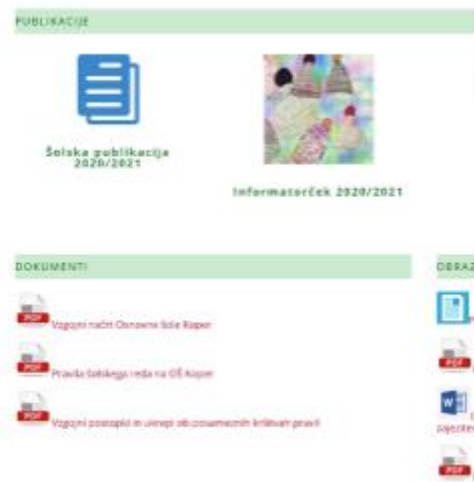 PUBLIKACIJE
Šolska publikacija
2020/2021
Informatorček 2020/2021
DOKUMENTI
OBRAZ
PDF
Vzgojni načrt Osnovne šole Koper
PDF
Pravila šolskega reda na OŠ Koper
PDF
Vzgojni postopki in ukrepi ob posameznih kršitvah pravil
PDF
W
PDF